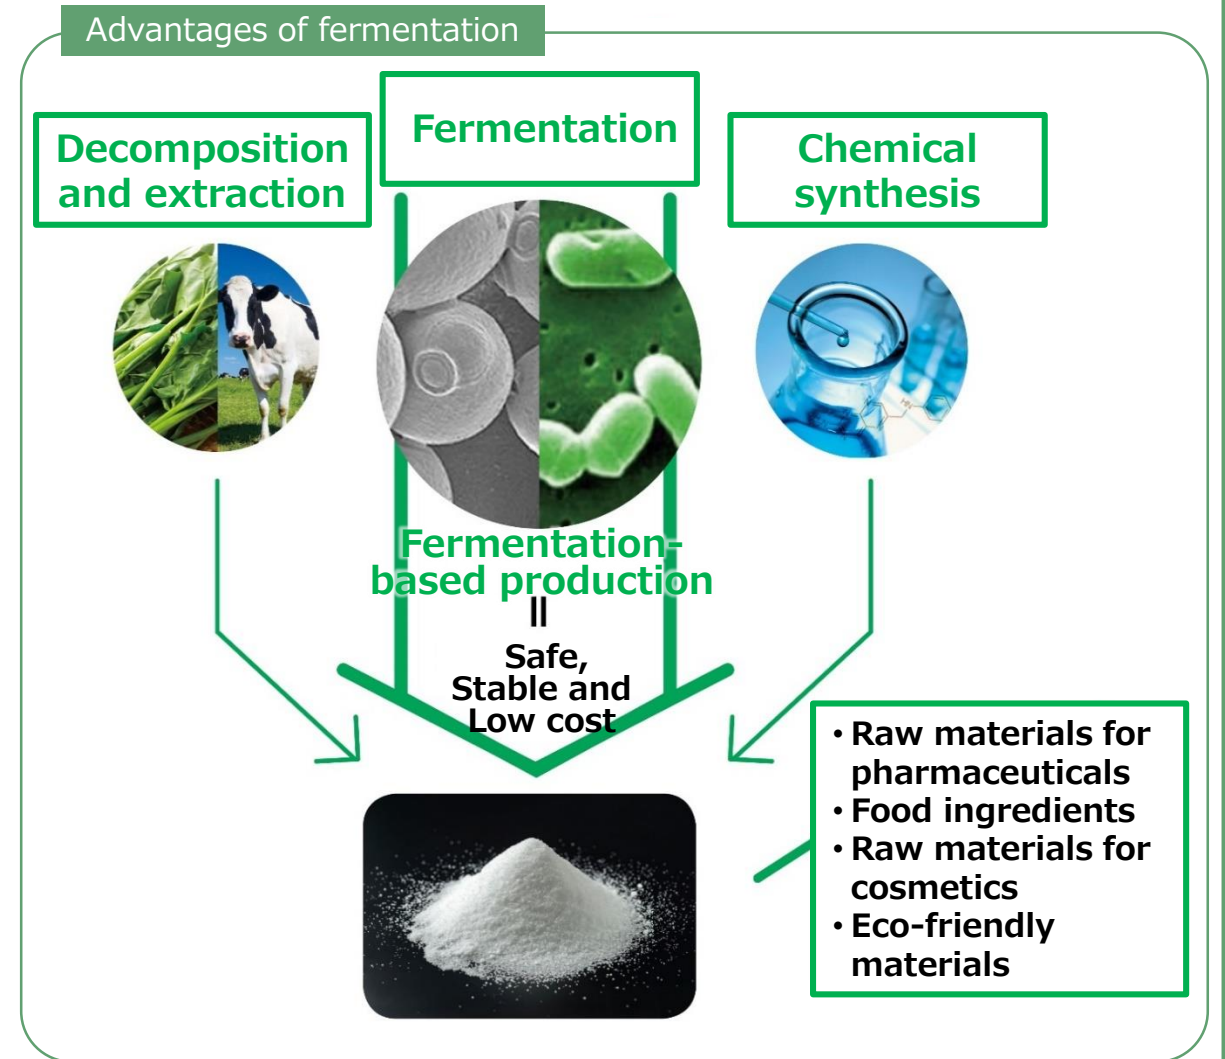 Advantages of fermentation
Decomposition
and extraction
Fermentation
Chemical
synthesis
HN
Fermentation-
based production
=
Safe,
Stable and
Low cost
・Raw materials for
pharmaceuticals
・Food ingredients
・Raw materials for
cosmetics
・Eco-friendly
materials